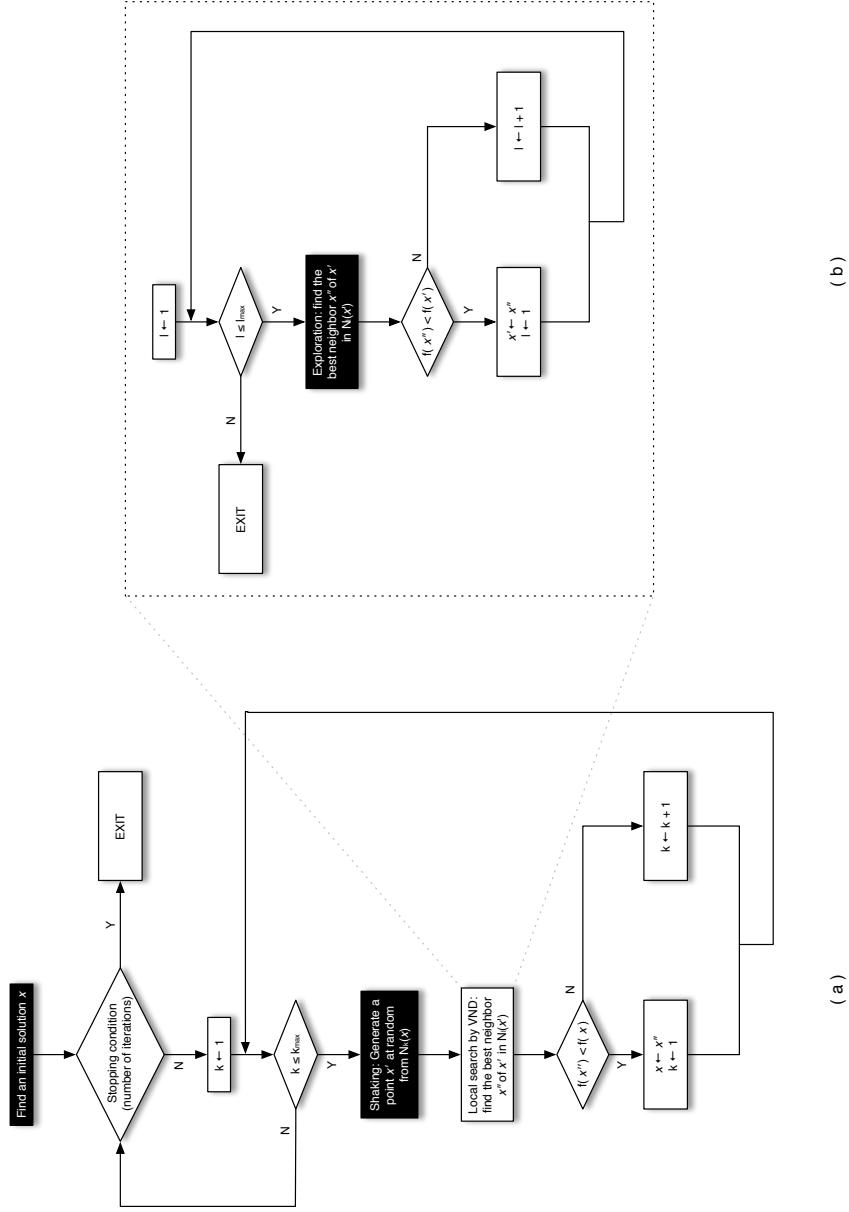 Find an initial solution x
Stopping condition
(number of iterations)
Y
EXIT
N
k ← 1
k ≤ kmax
N
Y
Shaking: Generate a
point x′ at random
from Nk(x)
Local search by VND:
find the best neighbor
x″ of x′ in Nl(x′)
f( x″) < f( x)
N
Y
x ← x″
k ← 1
k ← k + 1
( a )
l ← 1
l ≤ lmax
N
EXIT
Y
Exploration: find the
best neighbor x″ of x′
in Nl(x′)
f( x″) < f( x′)
N
Y
x′ ← x″
l ← 1
l ← l + 1
( b )